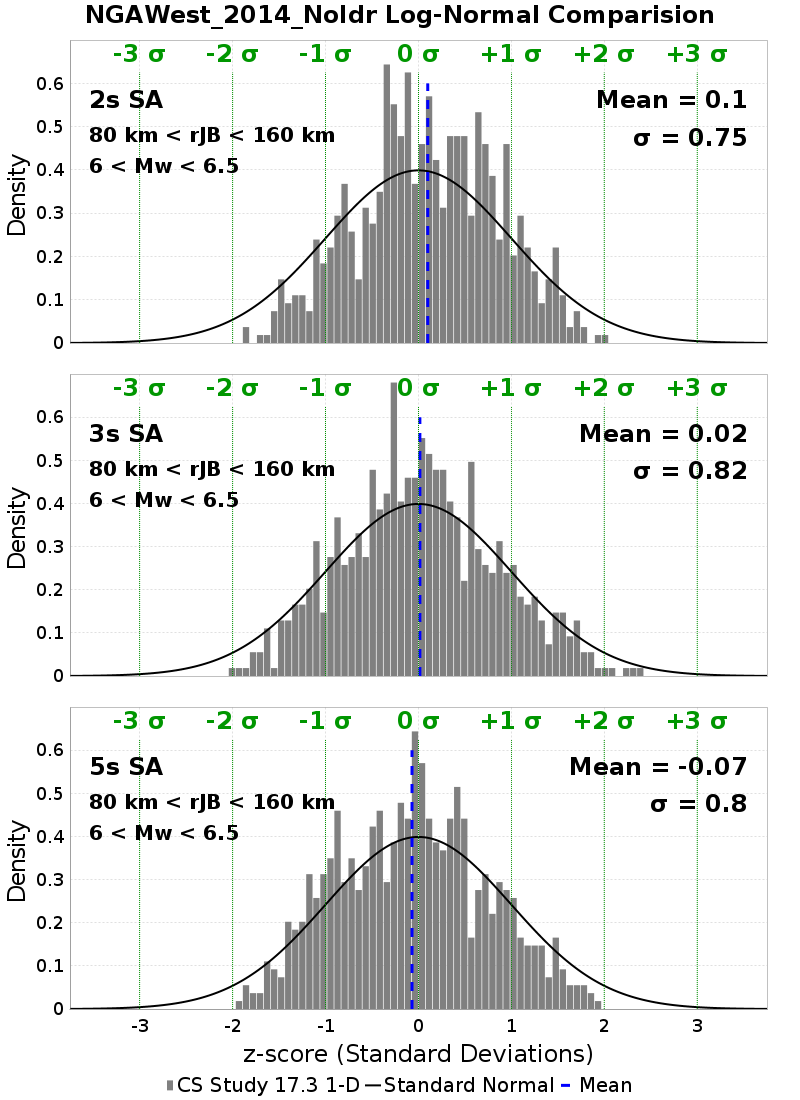 NGAWest_2014_NoIdr Log-Normal Comparision
-3 σ -2 σ -1 σ 0 σ +1 σ +2 σ +3 σ
0.6
2s SA Mean = 0.1
0.5
80 km < rJB < 160 km σ = 0.75
0.4
6 < Mw < 6.5
Density
0.3
0.2
0.1
0
-3 σ -2 σ -1 σ 0 σ +1 σ +2 σ +3 σ
0.6
3s SA Mean = 0.02
0.5
80 km < rJB < 160 km σ = 0.82
0.4
6 < Mw < 6.5
Density
0.3
0.2
0.1
0
-3 σ -2 σ -1 σ 0 σ +1 σ +2 σ +3 σ
0.6
5s SA Mean = -0.07
0.5
80 km < rJB < 160 km σ = 0.8
0.4
6 < Mw < 6.5
Density
0.3
0.2
0.1
0
-3 -2 -1 0 1 2 3
z-score (Standard Deviations)
CS Study 17.3 1-D Standard Normal Mean